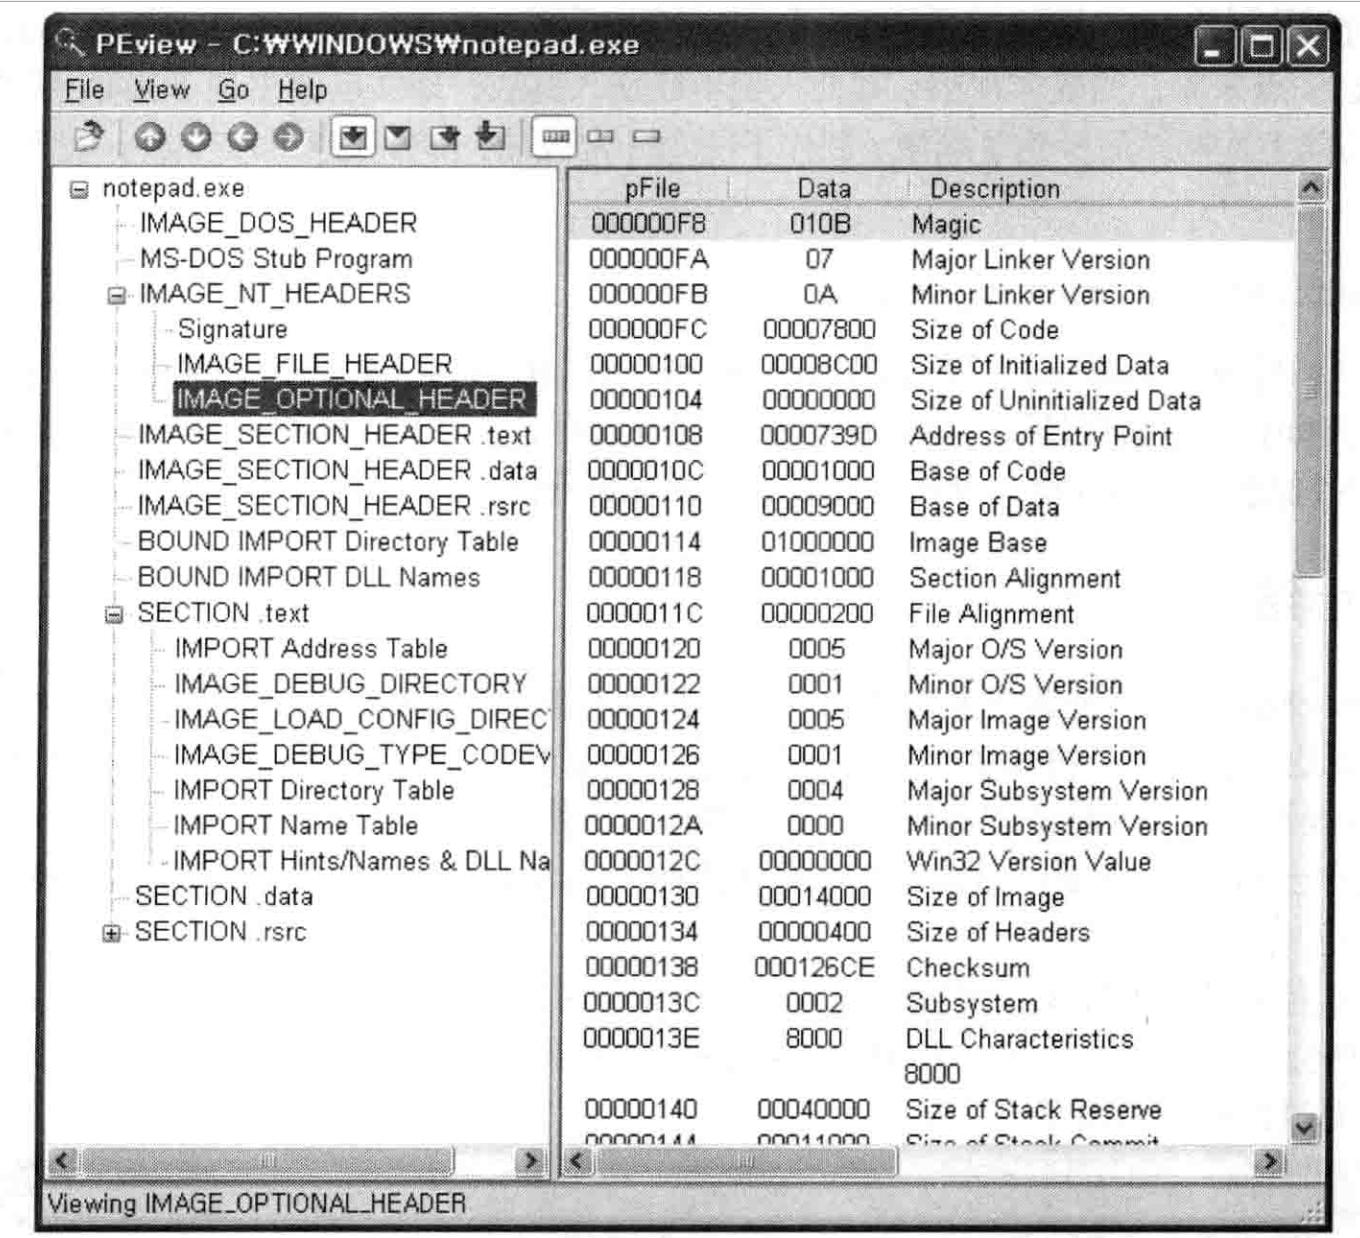 PEview - C:₩WINDOWS₩notepad.exe
File View Go Help
notepad.exe
IMAGE_DOS_HEADER
MS-DOS Stub Program
IMAGE_NT_HEADERS
Signature
IMAGE_FILE_HEADER
IMAGE_OPTIONAL_HEADER
IMAGE_SECTION_HEADER .text
IMAGE_SECTION_HEADER .data
IMAGE_SECTION_HEADER .rsrc
BOUND IMPORT Directory Table
BOUND IMPORT DLL Names
SECTION .text
IMPORT Address Table
IMAGE_DEBUG_DIRECTORY
IMAGE_LOAD_CONFIG_DIREC
IMAGE_DEBUG_TYPE_CODEV
IMPORT Directory Table
IMPORT Name Table
IMPORT Hints/Names & DLL Na
SECTION .data
SECTION .rsrc
pFile Data Description
000000F8 010B Magic
000000FA 07 Major Linker Version
000000FB 0A Minor Linker Version
000000FC 00007800 Size of Code
00000100 00008C00 Size of Initialized Data
00000104 00000000 Size of Uninitialized Data
00000108 0000739D Address of Entry Point
0000010C 00001000 Base of Code
00000110 00009000 Base of Data
00000114 01000000 Image Base
00000118 00001000 Section Alignment
0000011C 00000200 File Alignment
00000120 0005 Major O/S Version
00000122 0001 Minor O/S Version
00000124 0005 Major Image Version
00000126 0001 Minor Image Version
00000128 0004 Major Subsystem Version
0000012A 0000 Minor Subsystem Version
0000012C 00000000 Win32 Version Value
00000130 00014000 Size of Image
00000134 00000400 Size of Headers
00000138 000126CE Checksum
0000013C 0002 Subsystem
0000013E 8000 DLL Characteristics
8000
00000140 00040000 Size of Stack Reserve
00000144 00011000 Size of Stack Commit
Viewing IMAGE_OPTIONAL_HEADER